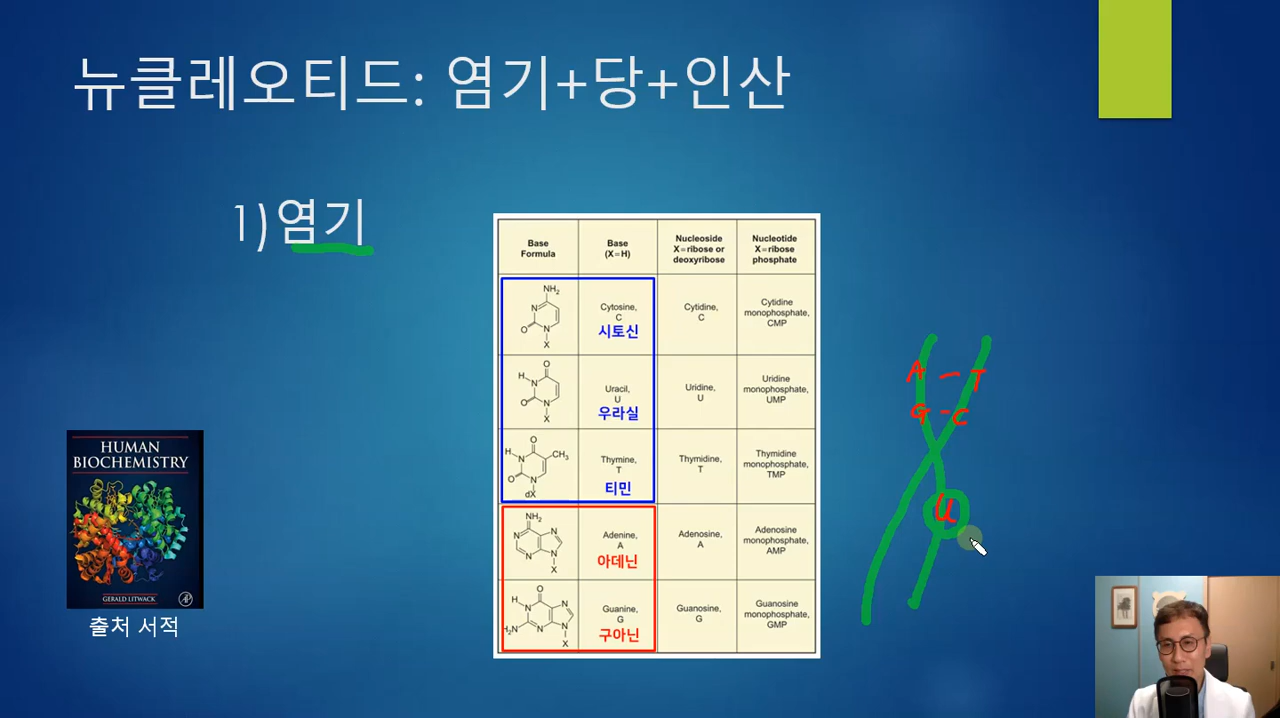 뉴클레오티드: 염기+당+인산
1)염기
Base
Formula
Base
(X=H)
Nucleoside
X=ribose or
deoxyribose
Nucleotide
X=ribose
phosphate
NH2
N
O
N
X
Cytosine,
C
시토신
Cytidine,
C
Cytidine
monophosphate,
CMP
O
H
N
O
N
X
Uracil,
U
우라실
Uridine,
U
Uridine
monophosphate,
UMP
O
H
N
CH3
O
N
dX
Thymine,
T
티민
Thymidine,
T
Thymidine
monophosphate,
TMP
NH2
N
N
N
N
X
Adenine,
A
아데닌
Adenosine,
A
Adenosine
monophosphate,
AMP
O
H
N
N
H2N
N
N
X
Guanine,
G
구아닌
Guanosine,
G
Guanosine
monophosphate,
GMP
A - T
G - C
U
HUMAN
BIOCHEMISTRY
GERALD LITWACK
출처 서적